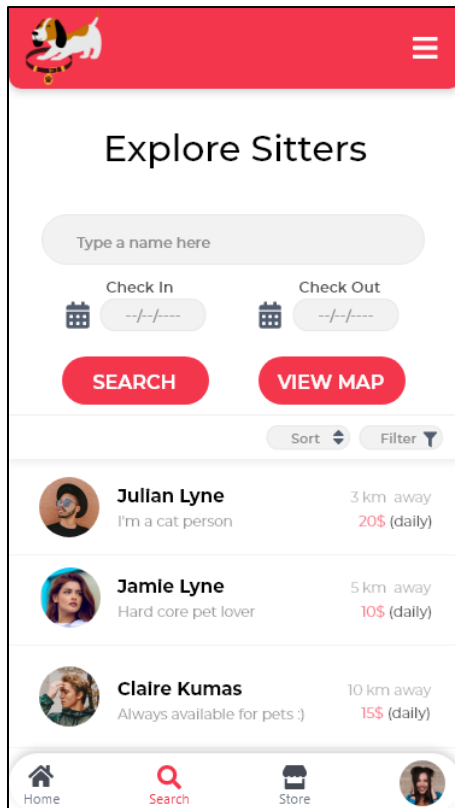 Explore Sitters
Type a name here
Check In Check Out
--/--/---- --/--/----
SEARCH VIEW MAP
Sort Filter
Julian Lyne 3 km away
I'm a cat person 20$ (daily)
Jamie Lyne 5 km away
Hard core pet lover 10$ (daily)
Claire Kumas 10 km away
Always available for pets :) 15$ (daily)
Home Search Store